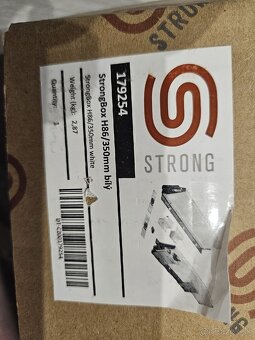 179254
StrongBox H86/350mm bílý
StrongBox H86/350mm white
Weight (kg): 2,87
Quantity: 1
STRONG